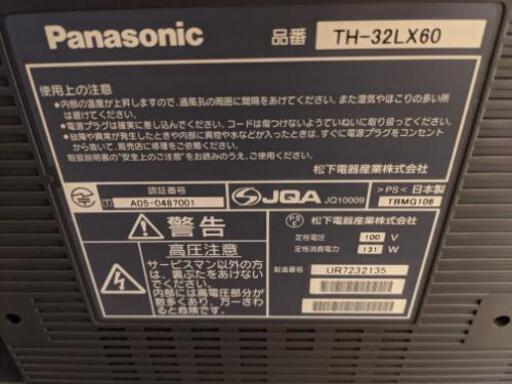 Panasonic 品番 TH-32LX60
使用上の注意
•内部の温度が上昇しますので、通風孔の周囲に間隔をあけてください。また湿気やほこりの多い所
は避けてください。
•電源プラグは確実に差し込んでください。コードは傷つけないようていねいに取り扱ってください。
•故障や異常が発生したときや内部に異物や水などが入ったときは、すぐに電源プラグをコンセント
から抜いて、販売店に修理をご依頼ください。
取扱説明書の"安全上のご注意"をお読みのうえ、ご使用ください。
松下電器産業株式会社
認証番号
A05-0487001
JQA JQ10009
>PS< 日本製
TBMG106
警告
高圧注意
サービスマン以外の方
は、裏ぶたをあけない
でください。
内部には高電圧部分が
数多くあり、万一さわ
ると危険です。
PSE 松下電器産業株式会社
定格電圧 100 V
定格消費電力 131 W
製造番号 UR7232135